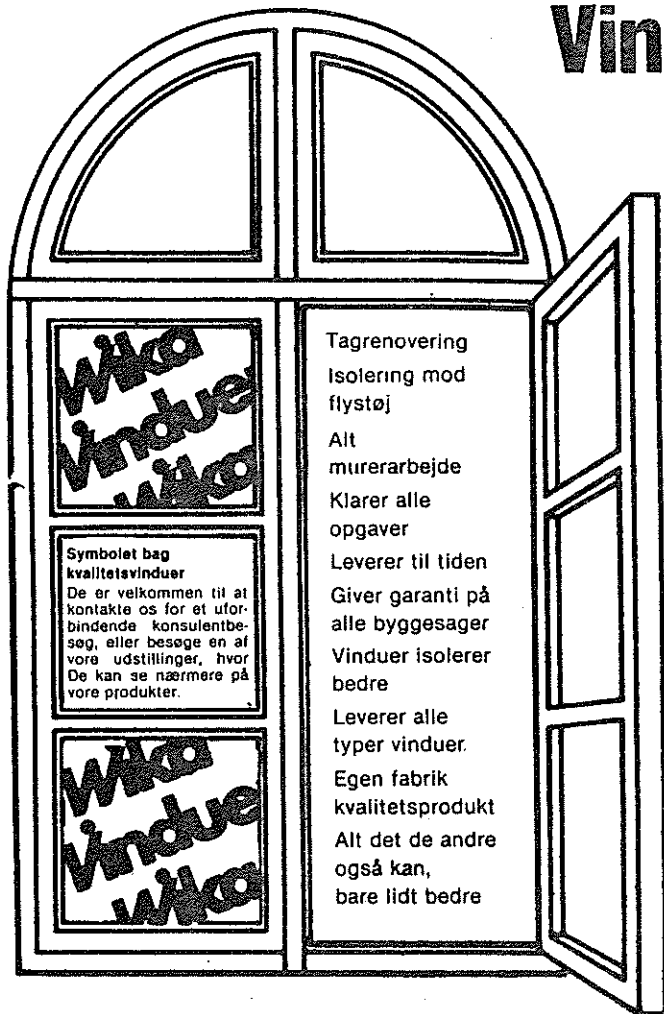 Vin
Wika
Vindue
Wika
Symbolet bag
kvalitetsvinduer
De er velkommen til at
kontakte os for et ufor-
bindende konsulentbe-
søg, eller besøge en af
vore udstillinger, hvor
De kan se nærmere på
vore produkter.
Wika
Vindue
Wika
Tagrenovering
Isolering mod
flystøj
Alt
murerarbejde
Klarer alle
opgaver
Leverer til tiden
Giver garanti på
alle byggesager
Vinduer isolerer
bedre
Leverer alle
typer vinduer.
Egen fabrik
kvalitetsprodukt
Alt det de andre
også kan,
bare lidt bedre